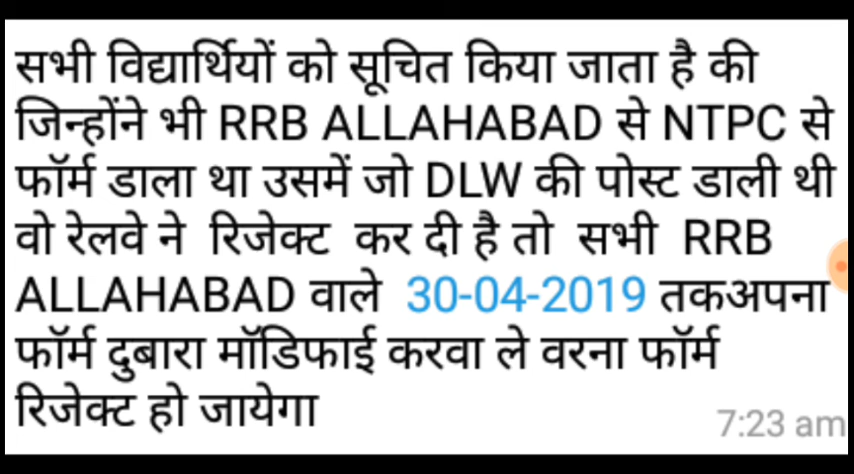 सभी विद्यार्थियों को सूचित किया जाता है की
जिन्होंने भी RRB ALLAHABAD से NTPC से
फॉर्म डाला था उसमें जो DLW की पोस्ट डाली थी
वो रेलवे ने रिजेक्ट कर दी है तो सभी RRB
ALLAHABAD वाले 30-04-2019 तकअपना
फॉर्म दुबारा मॉडिफाई करवा ले वरना फॉर्म
रिजेक्ट हो जायेगा
7:23 am